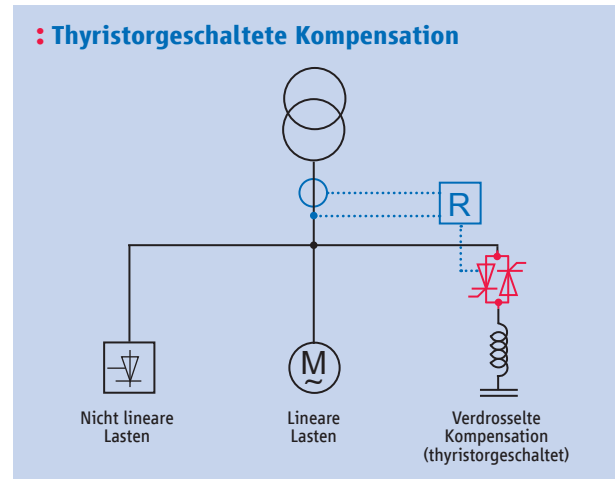 : Thyristorgeschaltete Kompensation
R
M
~
Nicht lineare
Lasten
Lineare
Lasten
Verdrosselte
Kompensation
(thyristorgeschaltet)